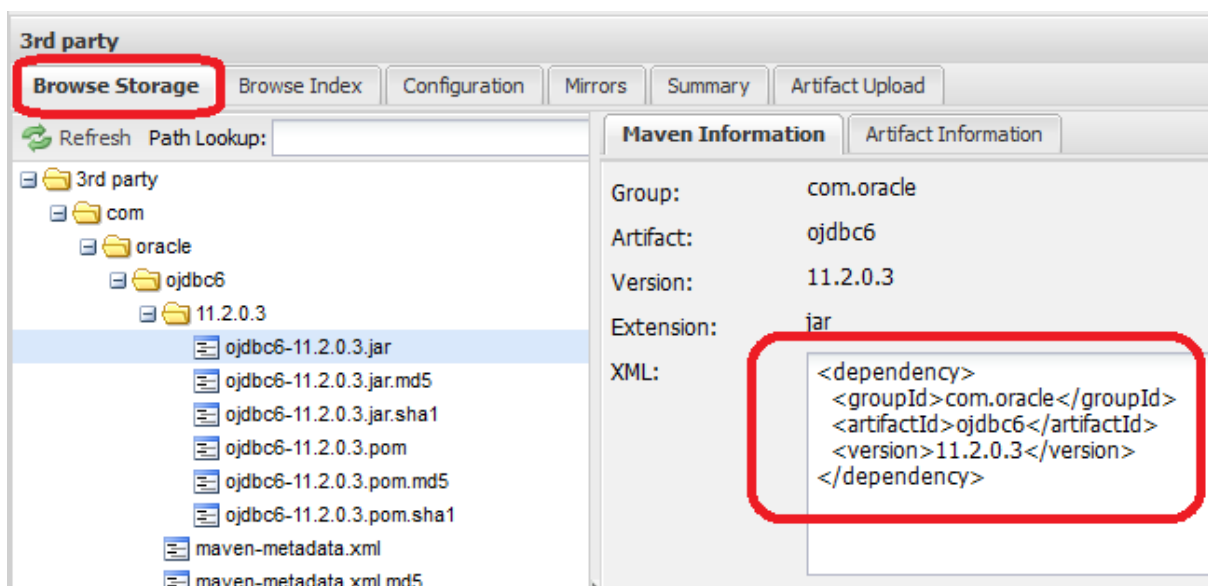 3rd party
Browse Storage Browse Index Configuration Mirrors Summary Artifact Upload
Refresh Path Lookup:
3rd party
com
oracle
ojdbc6
11.2.0.3
ojdbc6-11.2.0.3.jar
ojdbc6-11.2.0.3.jar.md5
ojdbc6-11.2.0.3.jar.sha1
ojdbc6-11.2.0.3.pom
ojdbc6-11.2.0.3.pom.md5
ojdbc6-11.2.0.3.pom.sha1
maven-metadata.xml
maven-metadata.xml.md5
Maven Information Artifact Information
Group: com.oracle
Artifact: ojdbc6
Version: 11.2.0.3
Extension: jar
XML:
<dependency>
<groupId>com.oracle</groupId>
<artifactId>ojdbc6</artifactId>
<version>11.2.0.3</version>
</dependency>